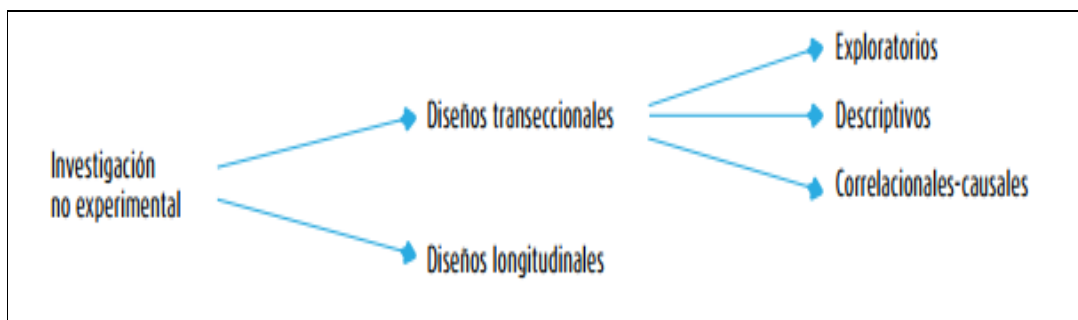 Exploratorios
Diseños transeccionales
Descriptivos
Investigación
no experimental
Correlacionales-causales
Diseños longitudinales